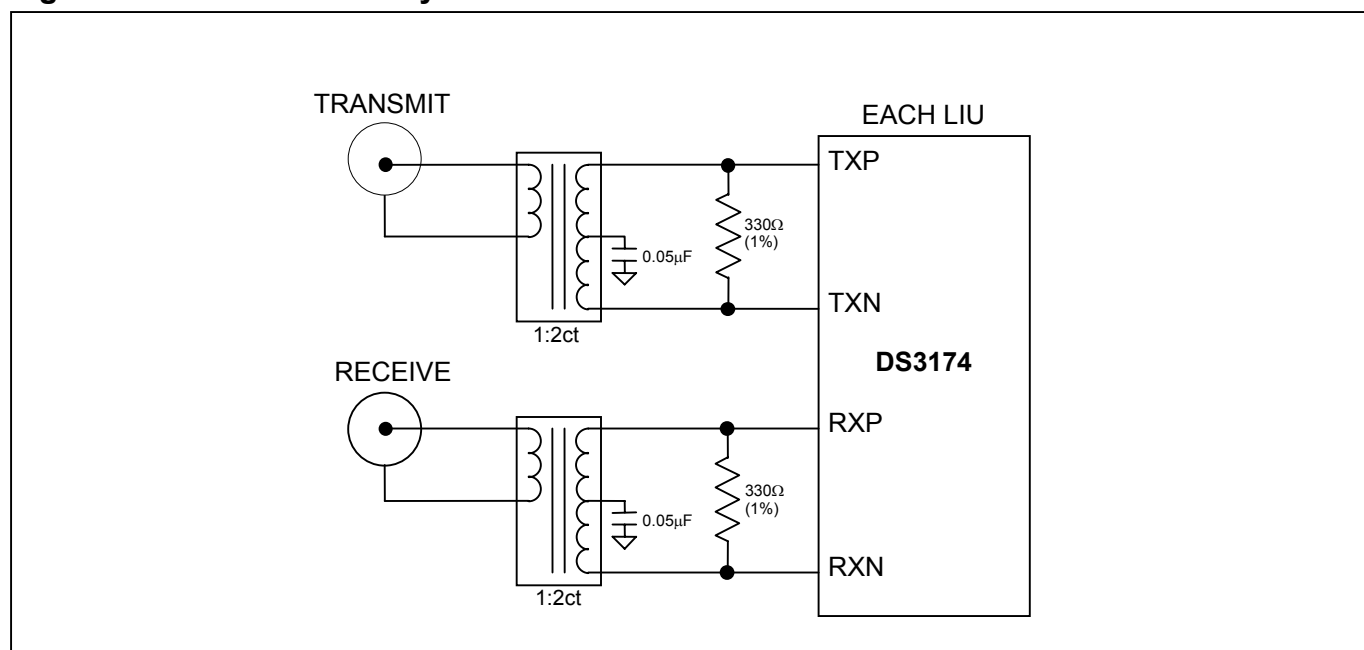 TRANSMIT
EACH LIU
TXP
330Ω
(1%)
0.05µF
TXN
1:2ct
DS3174
RECEIVE
RXP
330Ω
(1%)
0.05µF
RXN
1:2ct